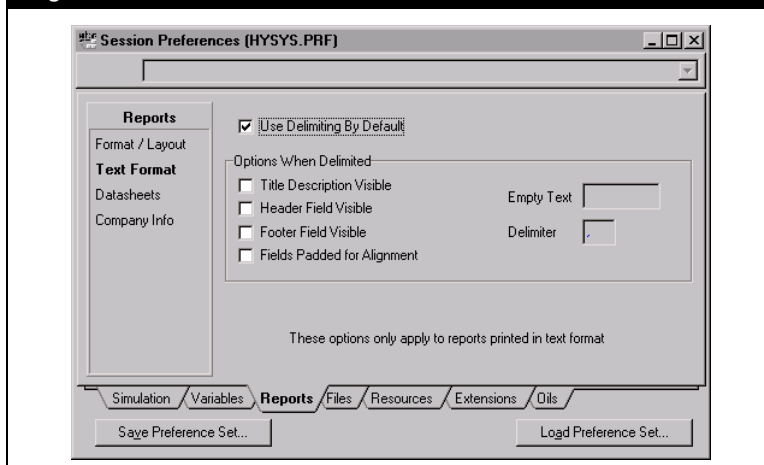 Session Preferences (HYSYS.PRF)
Reports
Format / Layout
Text Format
Datasheets
Company Info
Use Delimiting By Default
Options When Delimited
Title Description Visible
Header Field Visible
Footer Field Visible
Fields Padded for Alignment
Empty Text
Delimiter ,
These options only apply to reports printed in text format
Simulation Variables Reports Files Resources Extensions Oils
Save Preference Set... Load Preference Set...